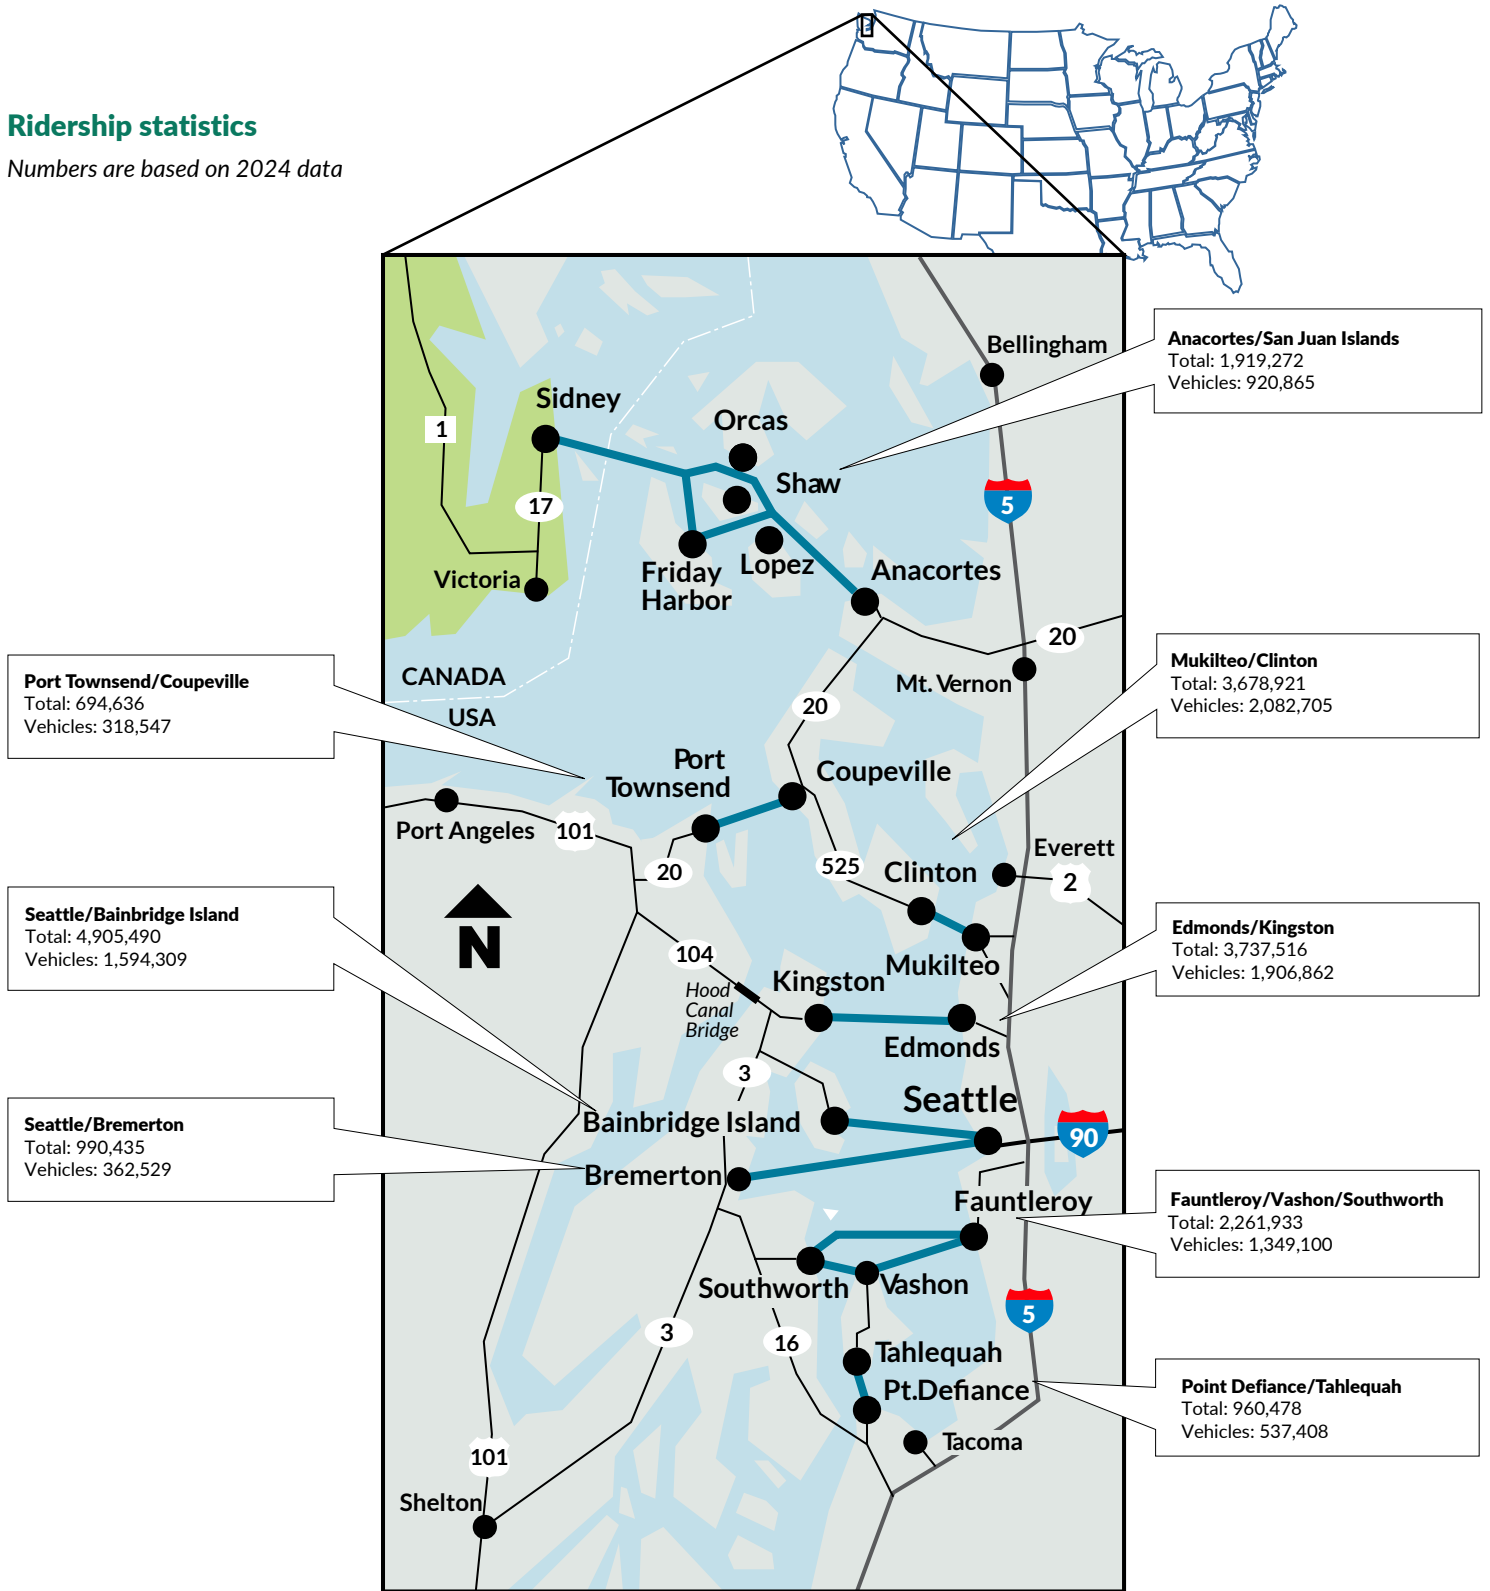 Ridership statistics
Numbers are based on 2024 data
Anacortes/San Juan Islands
Total: 1,919,272
Vehicles: 920,865
Bellingham
Sidney
Orcas
1
Shaw
17
5
Friday
Harbor
Lopez
Anacortes
Victoria
20
Mukilteo/Clinton
Total: 3,678,921
Vehicles: 2,082,705
CANADA
USA
Mt. Vernon
20
Port Townsend/Coupeville
Total: 694,636
Vehicles: 318,547
Port
Townsend
Coupeville
Port Angeles
101
20
525
Clinton
Everett
2
Seattle/Bainbridge Island
Total: 4,905,490
Vehicles: 1,594,309
N
104
Mukilteo
Edmonds/Kingston
Total: 3,737,516
Vehicles: 1,906,862
Kingston
Hood
Canal
Bridge
Edmonds
3
Seattle
Bainbridge Island
90
Seattle/Bremerton
Total: 990,435
Vehicles: 362,529
Bremerton
Fauntleroy
Fauntleroy/Vashon/Southworth
Total: 2,261,933
Vehicles: 1,349,100
Southworth
Vashon
5
3
16
Tahlequah
Pt.Defiance
Point Defiance/Tahlequah
Total: 960,478
Vehicles: 537,408
Tacoma
101
Shelton